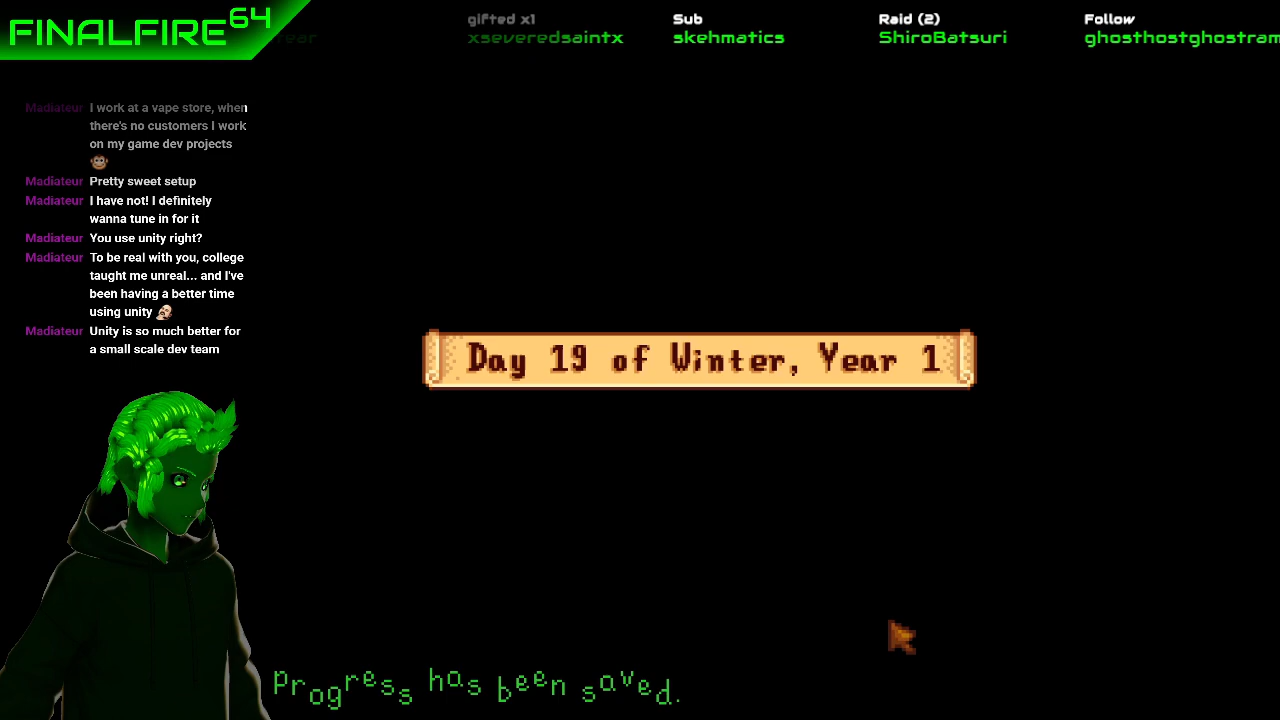 FINALFIRE64
gifted x1
Sub
Raid (2)
Follow
xseveredsaintx
skehmatics
ShiroBatsuri
ghosthostghostram
Madiateur I work at a vape store, when
there's no customers I work
on my game dev projects
Madiateur Pretty sweet setup
Madiateur I have not! I definitely
wanna tune in for it
Madiateur You use unity right?
Madiateur To be real with you, college
taught me unreal... and I've
been having a better time
using unity
Madiateur Unity is so much better for
a small scale dev team
Day 19 of Winter, Year 1
Progress has been saved.